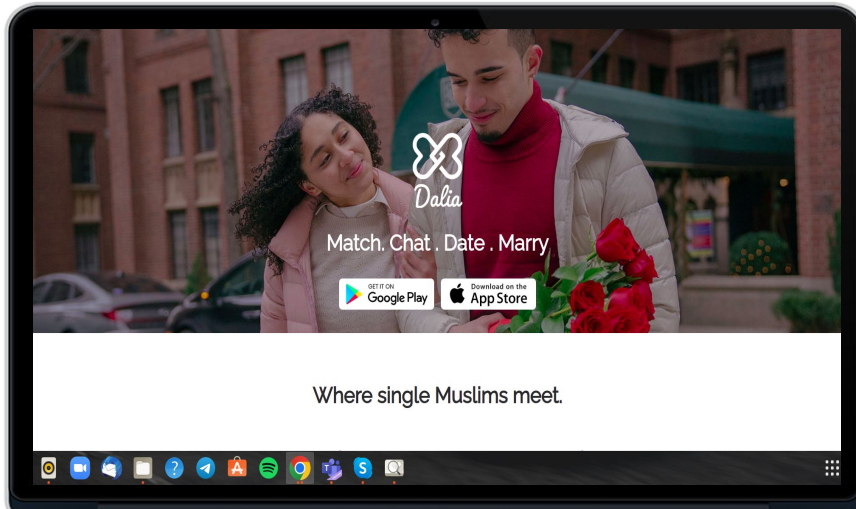 Dalia
Match. Chat . Date . Marry
GET IT ON
Google Play
Download on the
App Store
Where single Muslims meet.